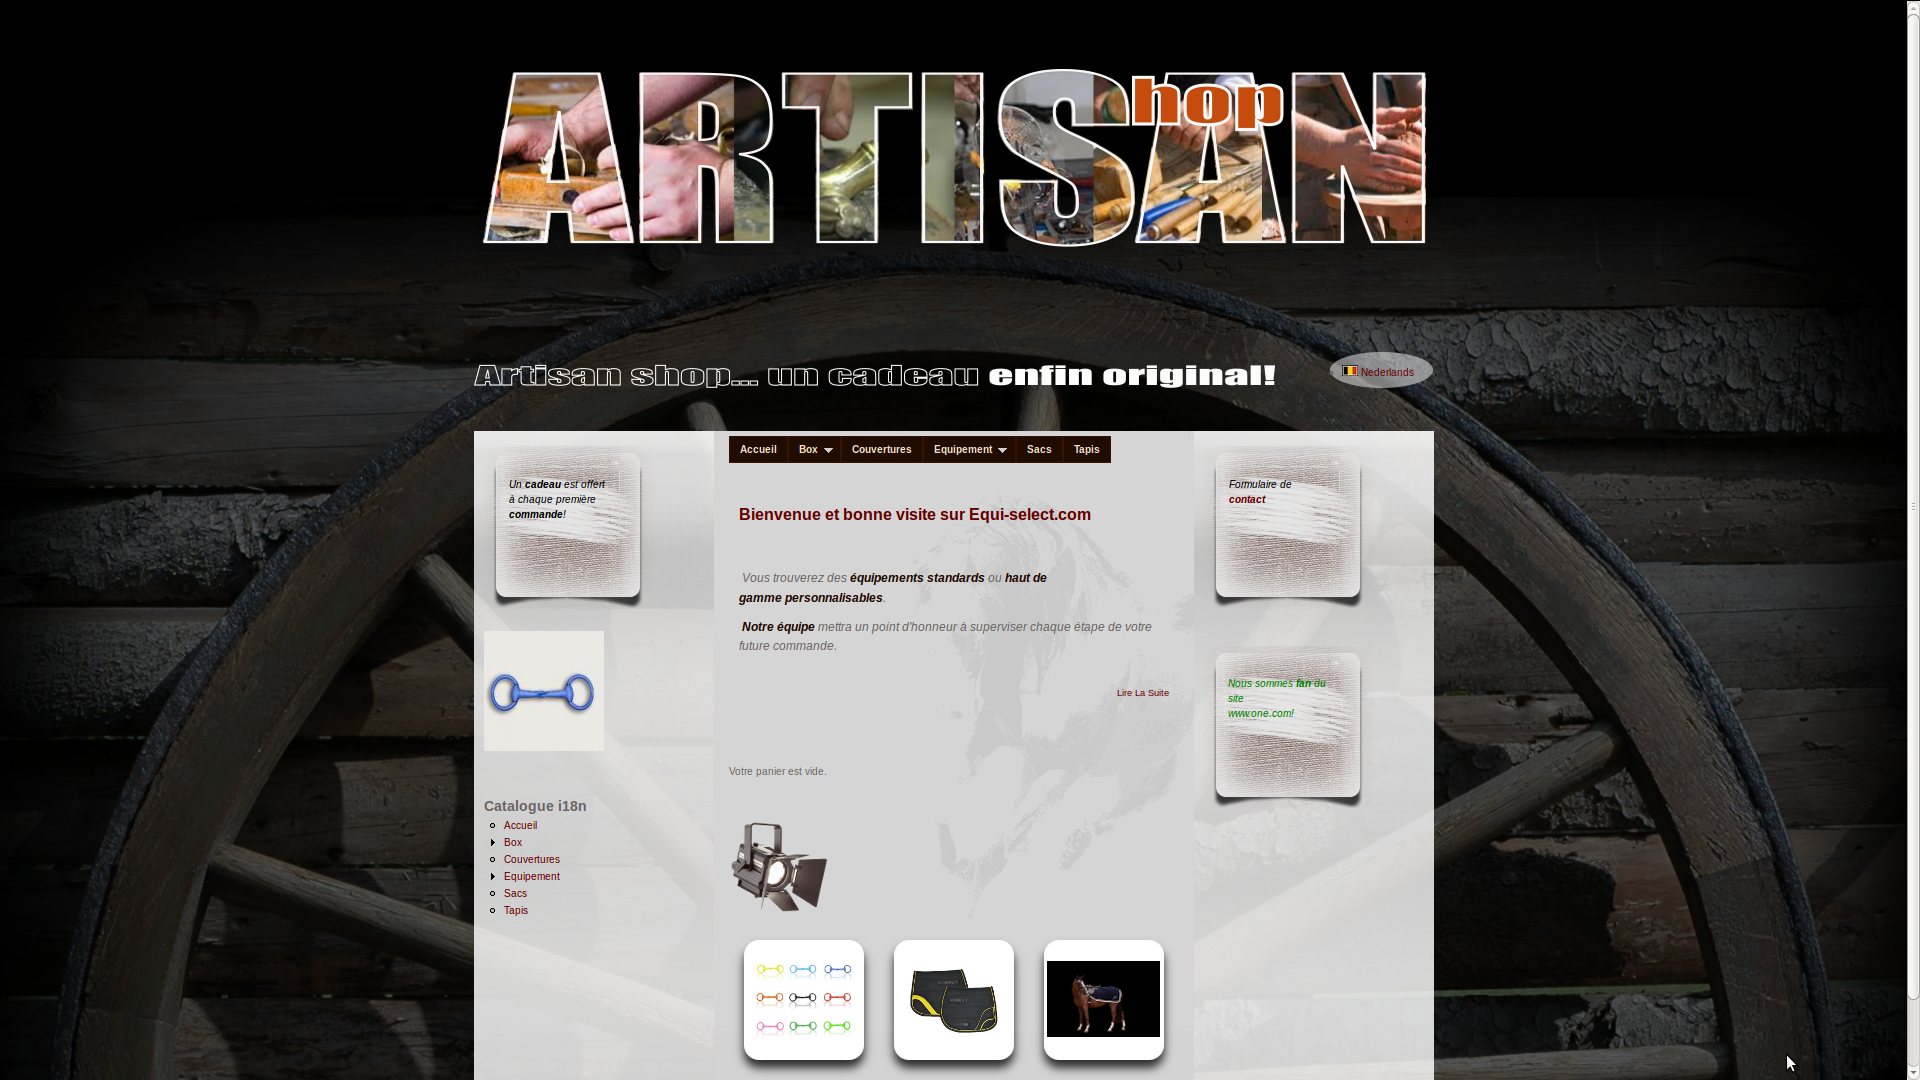 ARTISAN
hop
Artisan shop... un cadeau enfin original!
Nederlands
Accueil
Box
Couvertures
Equipement
Sacs
Tapis
Un cadeau est offert
à chaque première
commande!
Bienvenue et bonne visite sur Equi-select.com
Vous trouverez des équipements standards ou haut de
gamme personnalisables.
Notre équipe mettra un point d'honneur à superviser chaque étape de votre
future commande.
Lire La Suite
Votre panier est vide.
Catalogue i18n
Accueil
Box
Couvertures
Equipement
Sacs
Tapis
Formulaire de
contact
Nous sommes fan du
site
www.one.com!